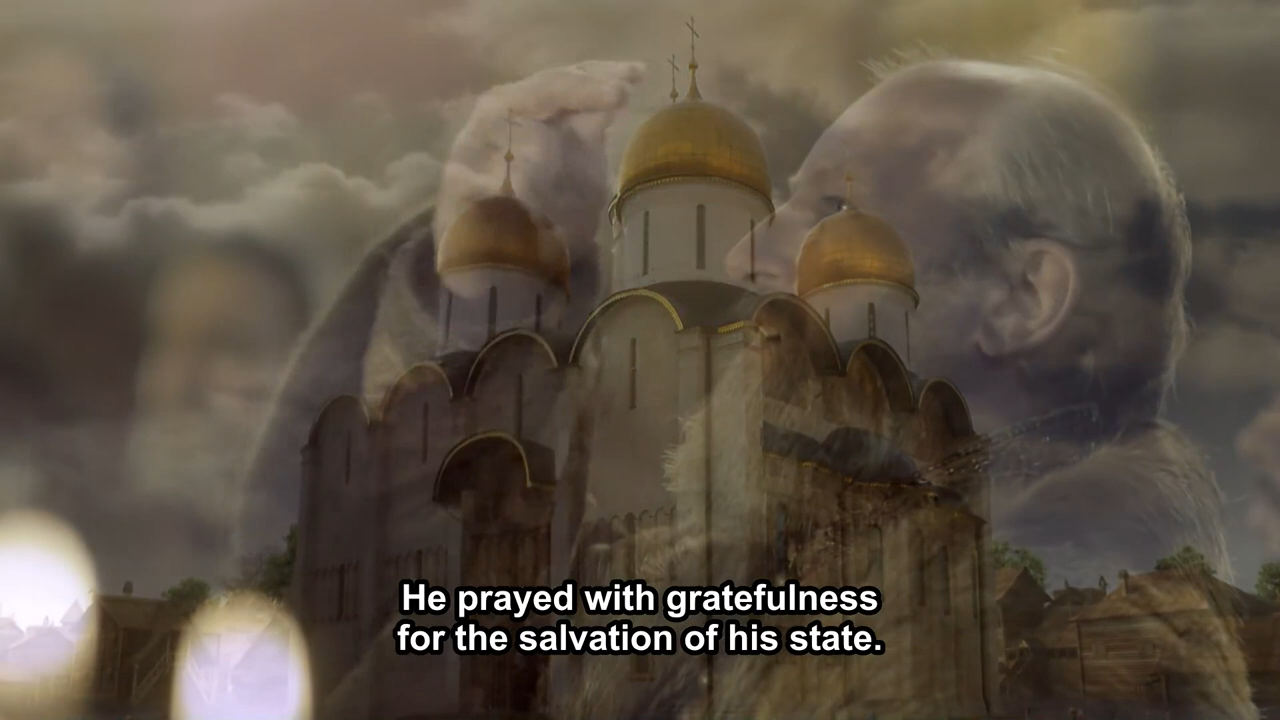 He prayed with gratefulness
for the salvation of his state.